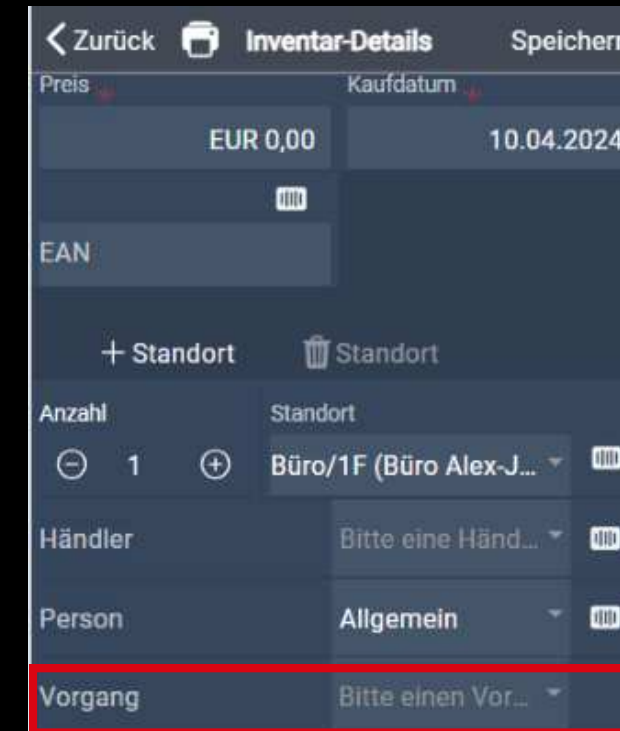 Zurück Inventar-Details Speichern
Preis * Kaufdatum *
EUR 0,00 10.04.2024
EAN
+ Standort Standort
Anzahl Standort
1 Büro/1F (Büro Alex-J...
Händler Bitte eine Händ...
Person Allgemein
Vorgang Bitte einen Vor...